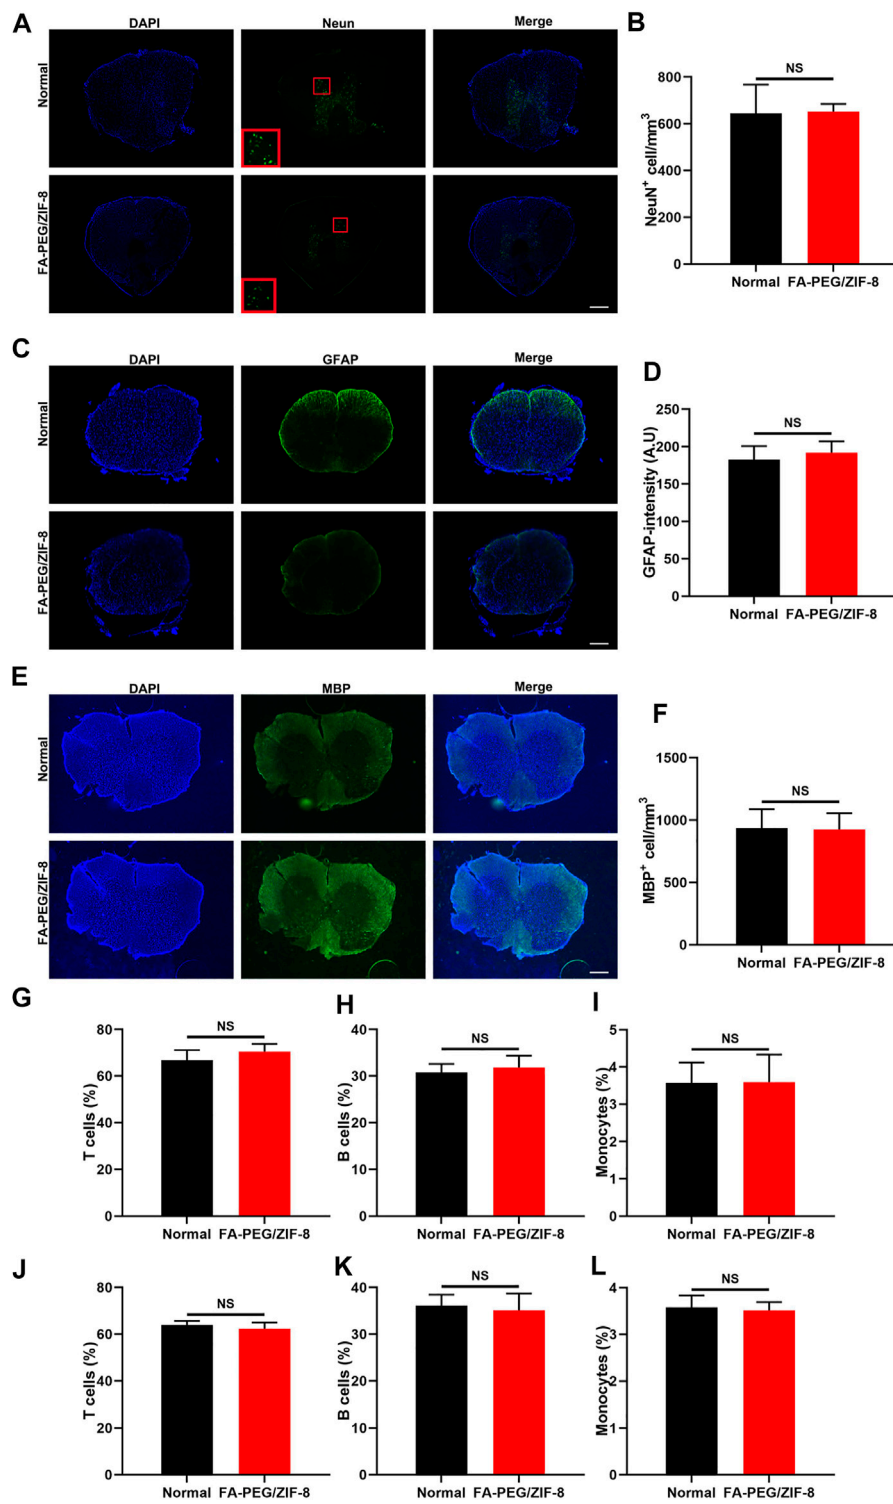 A
DAPI
Neun
Merge
Normal
FA-PEG/ZIF-8
B
NS
NeuN+ cell/mm3
800
600
400
200
0
Normal FA-PEG/ZIF-8
C
DAPI
GFAP
Merge
Normal
FA-PEG/ZIF-8
D
NS
GFAP-intensity (A.U)
250
200
150
100
50
0
Normal FA-PEG/ZIF-8
E
DAPI
MBP
Merge
Normal
FA-PEG/ZIF-8
F
NS
MBP+ cell/mm3
1500
1000
500
0
Normal FA-PEG/ZIF-8
G
NS
T cells (%)
80
60
40
20
0
Normal FA-PEG/ZIF-8
H
NS
B cells (%)
40
30
20
10
0
Normal FA-PEG/ZIF-8
I
NS
Monocytes (%)
5
4
3
2
1
0
Normal FA-PEG/ZIF-8
J
NS
T cells (%)
80
60
40
20
0
Normal FA-PEG/ZIF-8
K
NS
B cells (%)
40
30
20
10
0
Normal FA-PEG/ZIF-8
L
NS
Monocytes (%)
4
3
2
1
0
Normal FA-PEG/ZIF-8